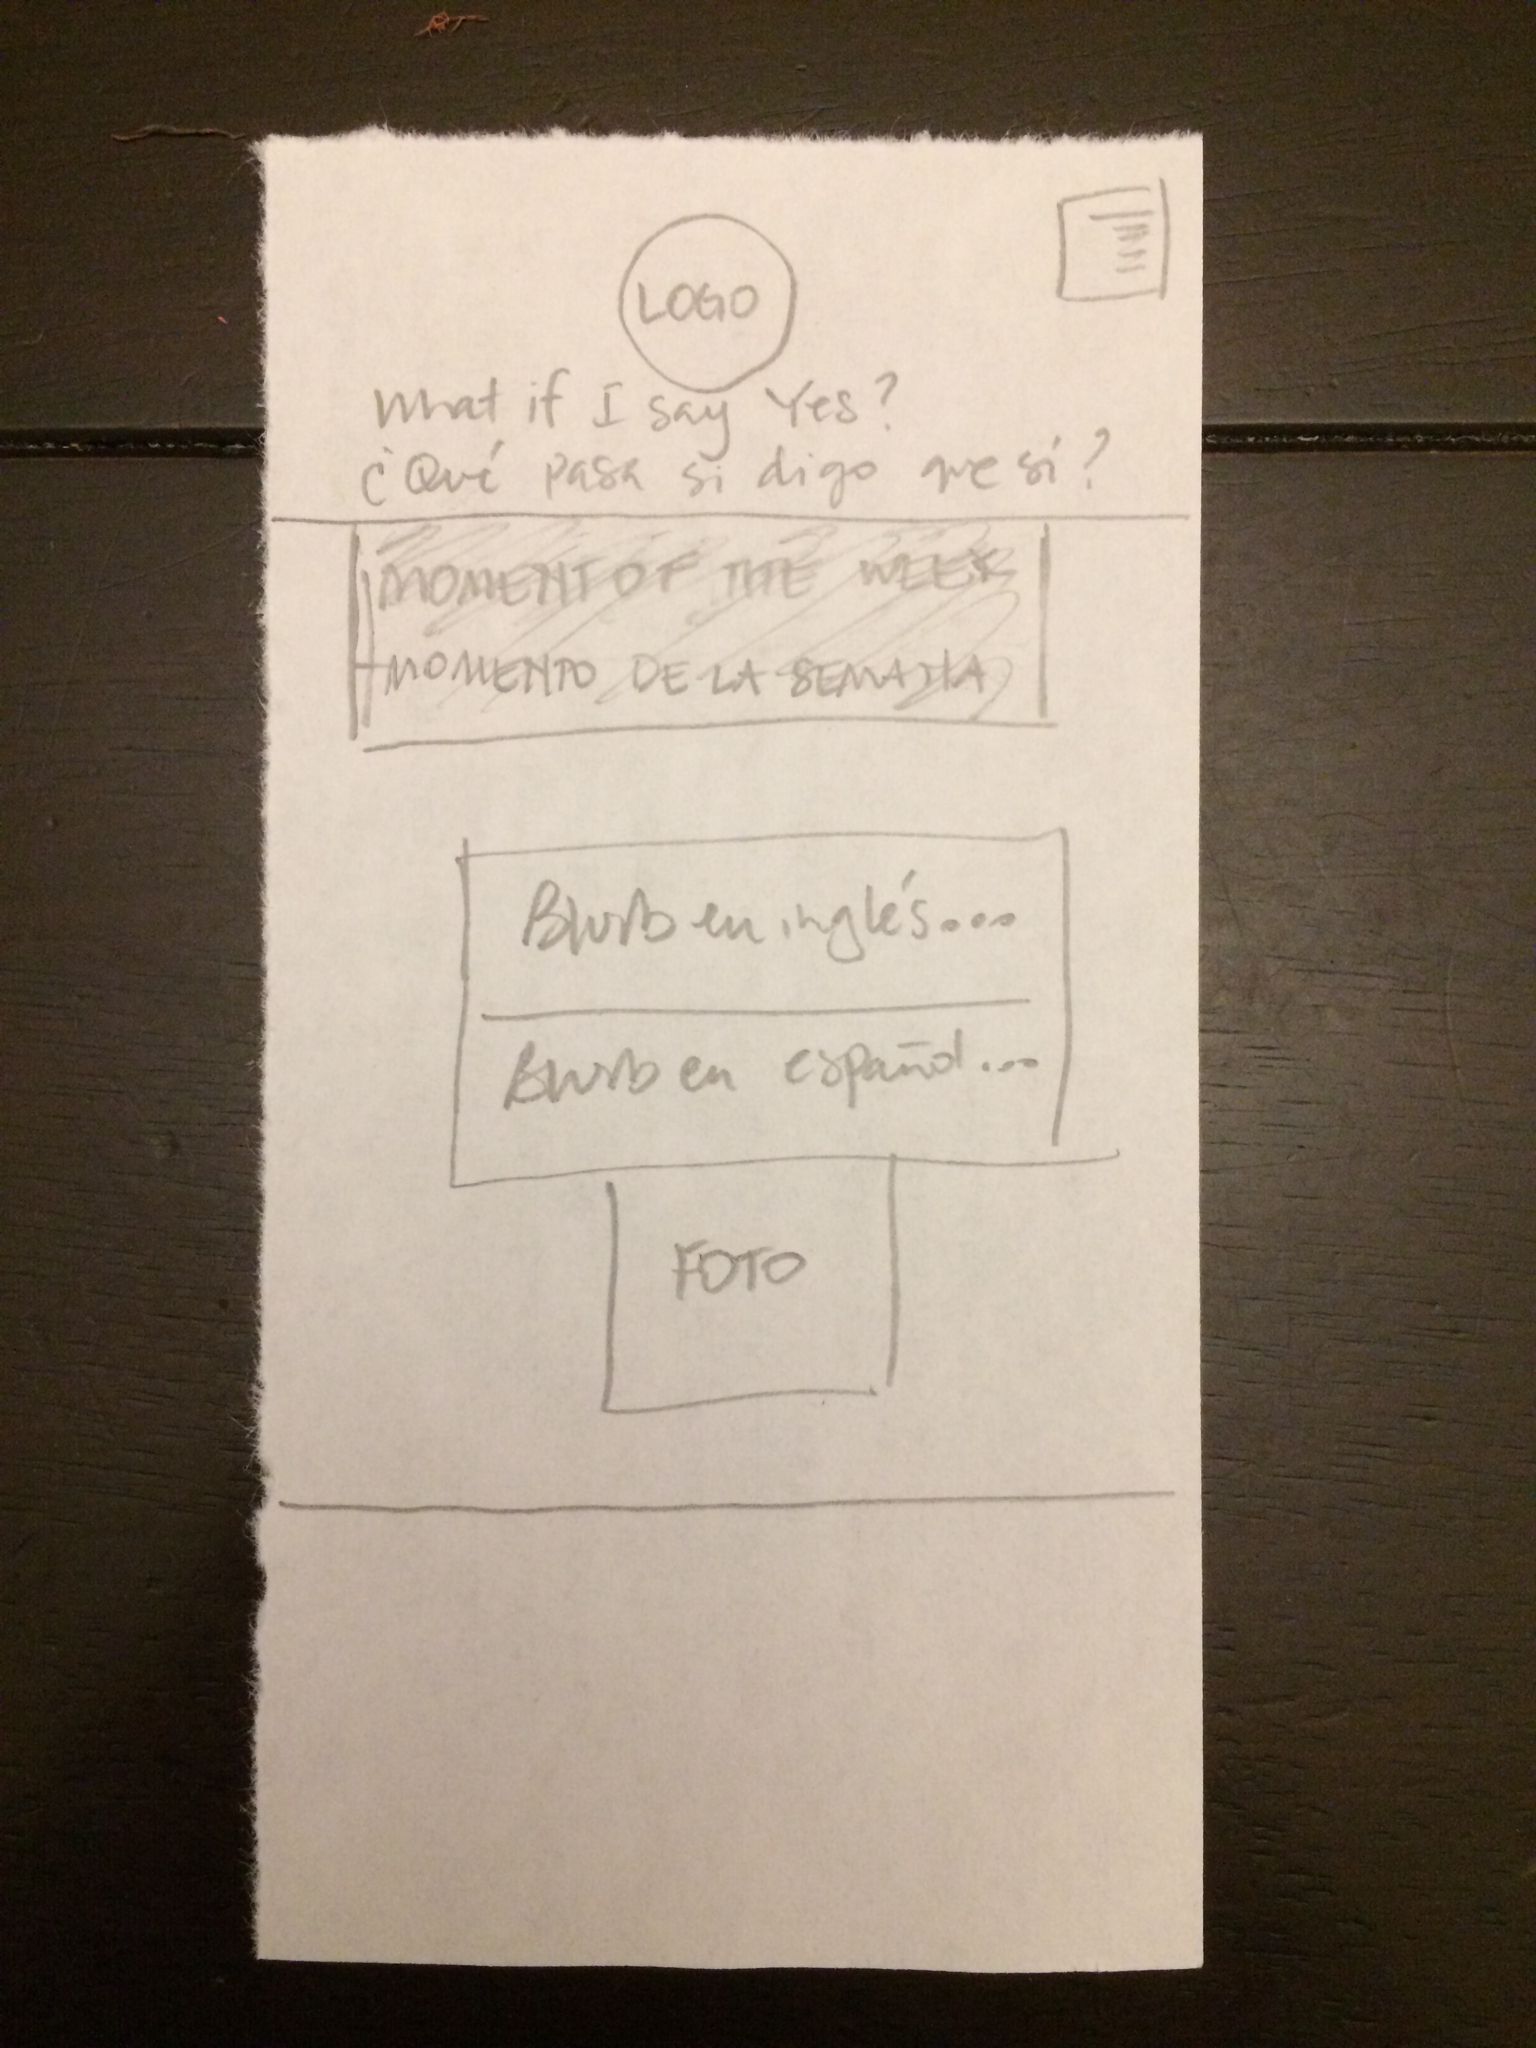 LOGO
What if I say Yes?
¿Qué pasa si digo que sí?
MOMENT OF THE WEEK
MOMENTO DE LA SEMANA
Blurb en inglés....
Blurb en español...
FOTO